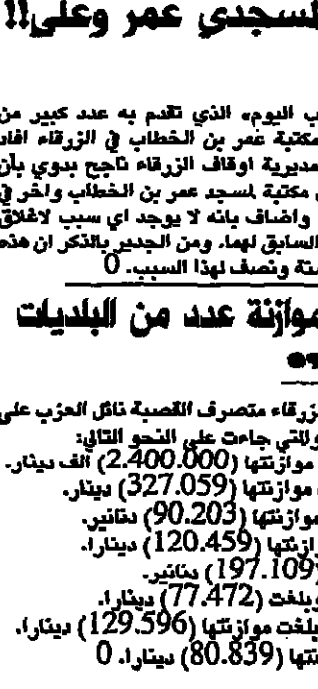 لمسجدي عمر وعلي!!
ب اليوم، الذي تقدم به عدد كبير من
مكتبة عمر بن الخطاب في الزرقاء افاد
مديرية اوقاف الزرقاء ناجح بدوي بأن
مكتبة لمسجد عمر بن الخطاب واخر في
واضاف بانه لا يوجد اي سبب لاغلاق
السابق لهما. ومن الجدير بالذكر ان هذه
سنة ونصف لهذا السبب. 0
موازنة عدد من البلديات
زرقاء متصرف القصبة نائل العزب على
والتي جاءت على النحو التالي:
موازنتها (2.400.000) الف دينار.
موازنتها (327.059) دينار.
موازنتها (90.203) دنانير.
ازنتها (120.459) دينارا.
(197.109) دنانير.
وبلغت (77.472) دينارا.
بلغت موازنتها (129.596) دينارا.
نتها (80.839) دينارا. 0